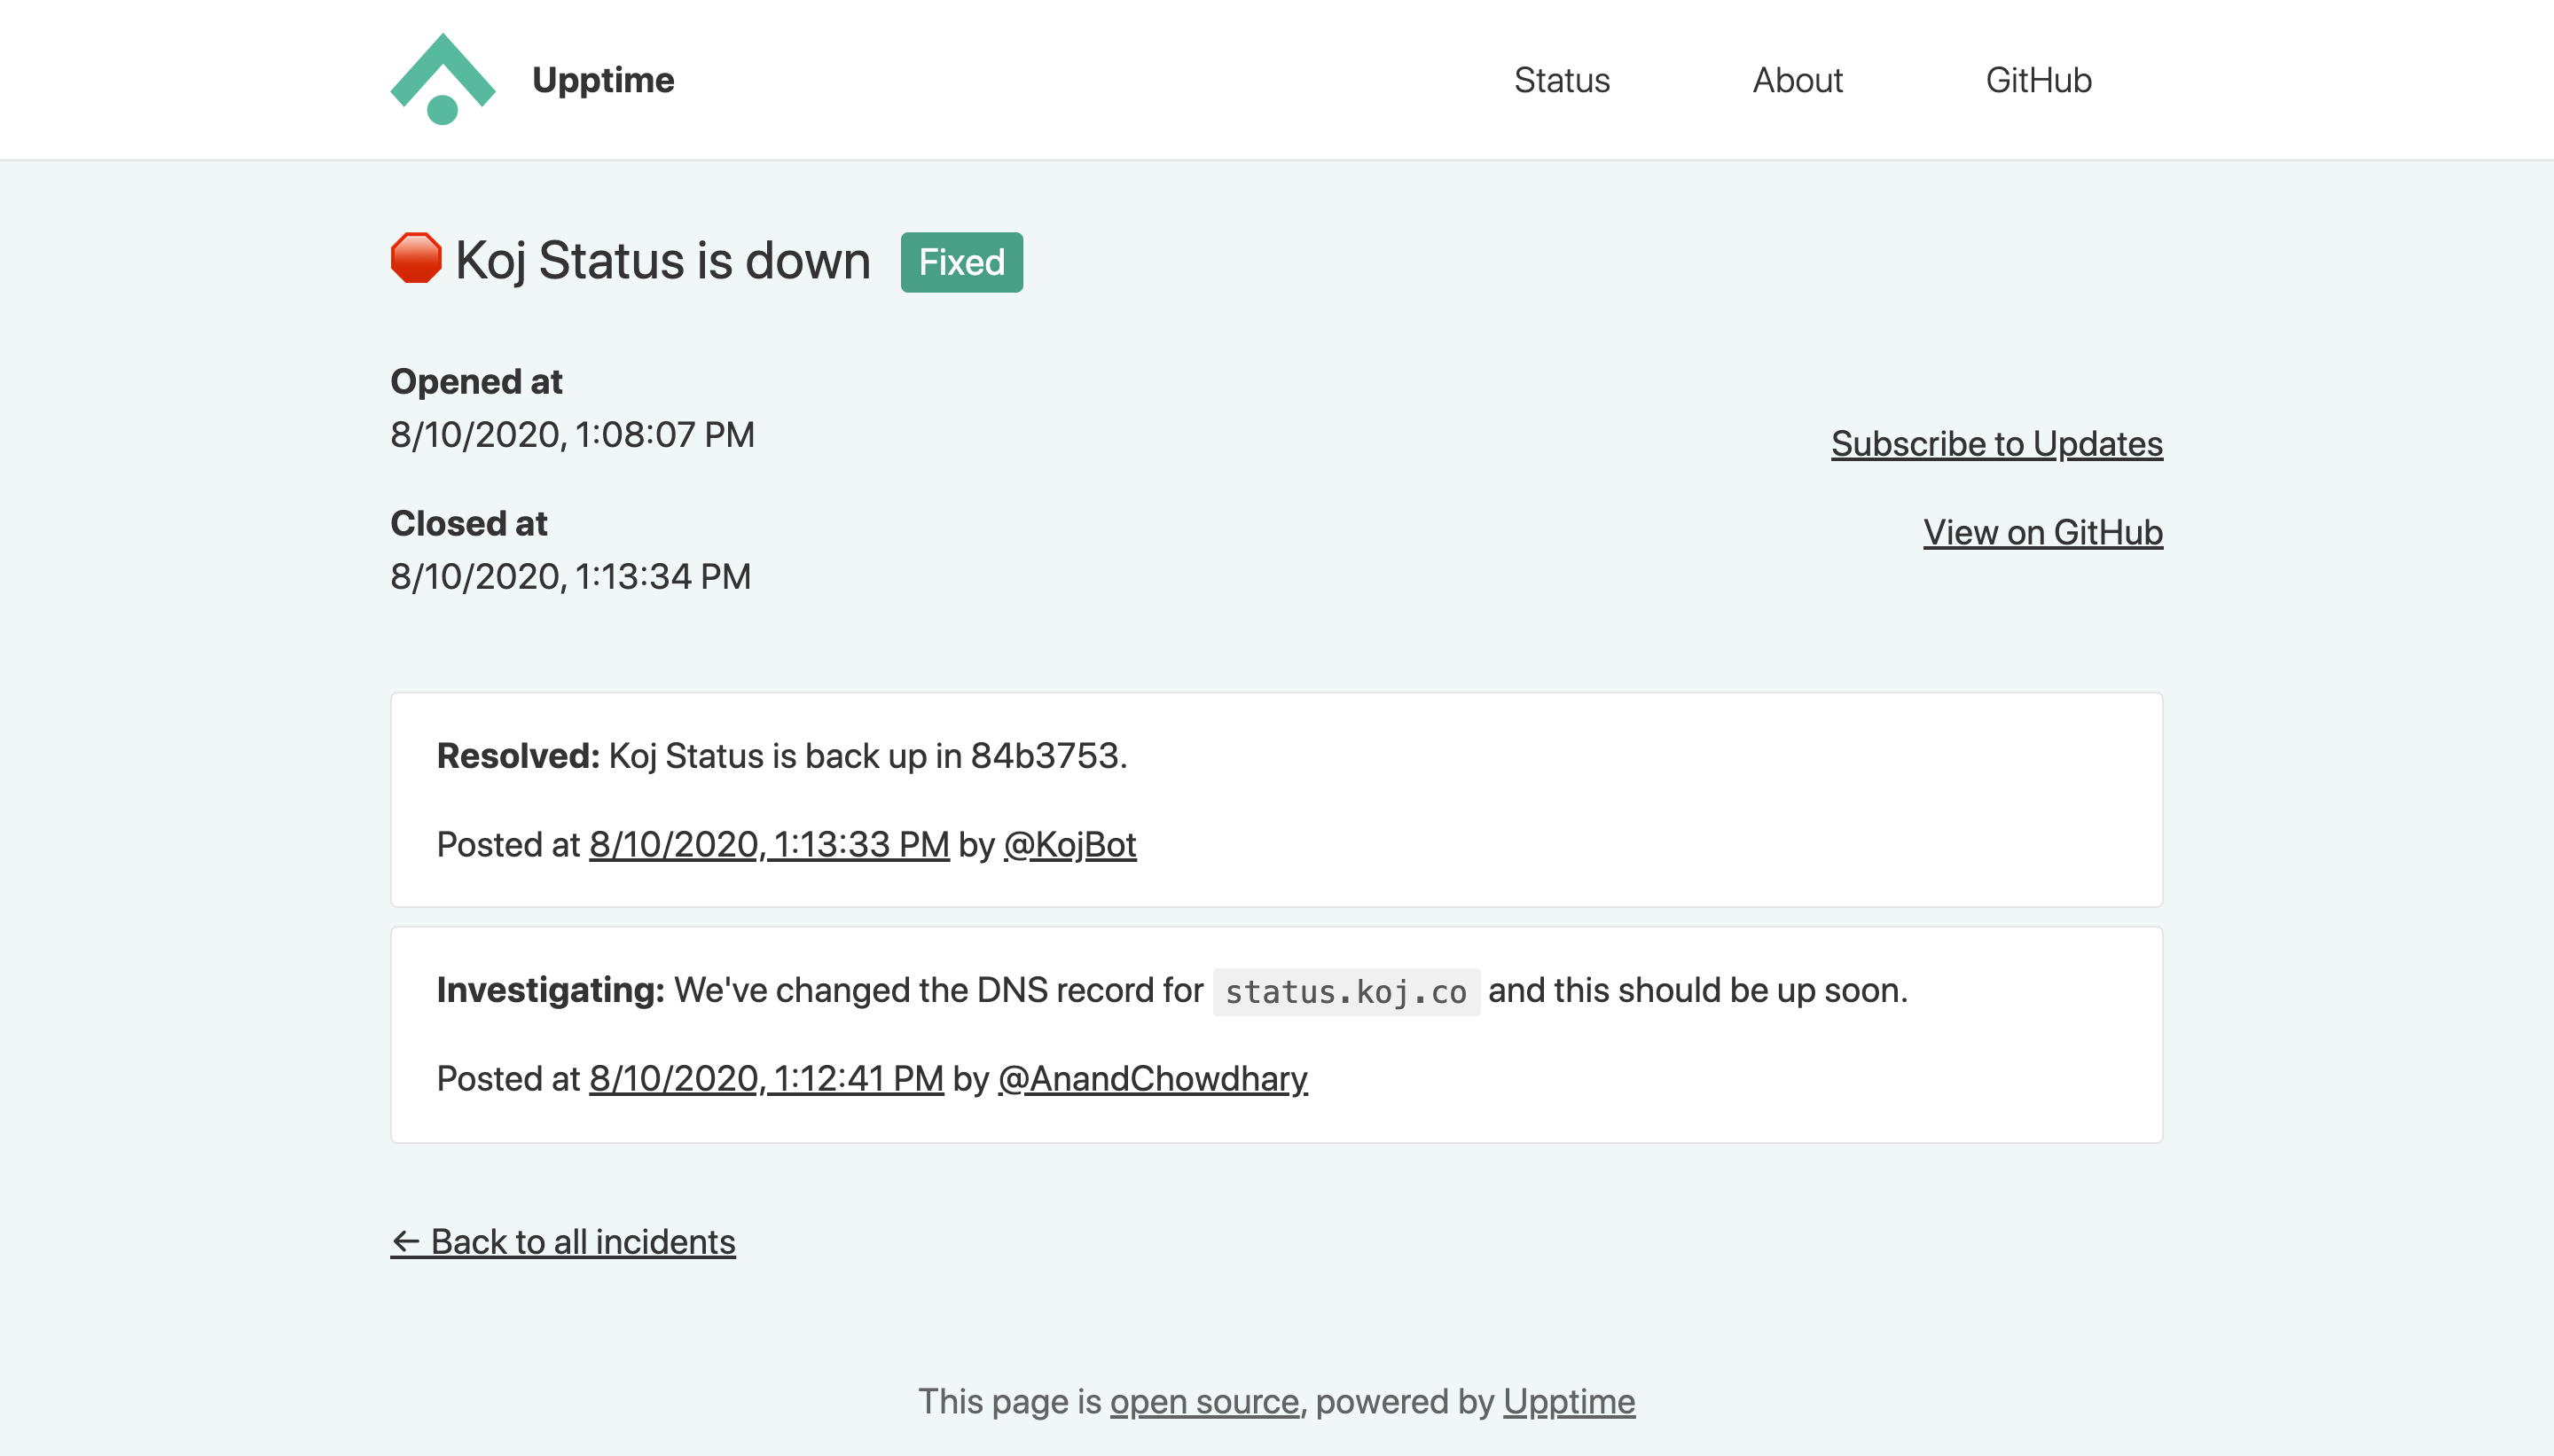 Upptime
Status
About
GitHub
🛑 Koj Status is down Fixed
Opened at
8/10/2020, 1:08:07 PM
Closed at
8/10/2020, 1:13:34 PM
Subscribe to Updates
View on GitHub
Resolved: Koj Status is back up in 84b3753.
Posted at 8/10/2020, 1:13:33 PM by @KojBot
Investigating: We've changed the DNS record for status.koj.co and this should be up soon.
Posted at 8/10/2020, 1:12:41 PM by @AnandChowdhary
← Back to all incidents
This page is open source, powered by Upptime